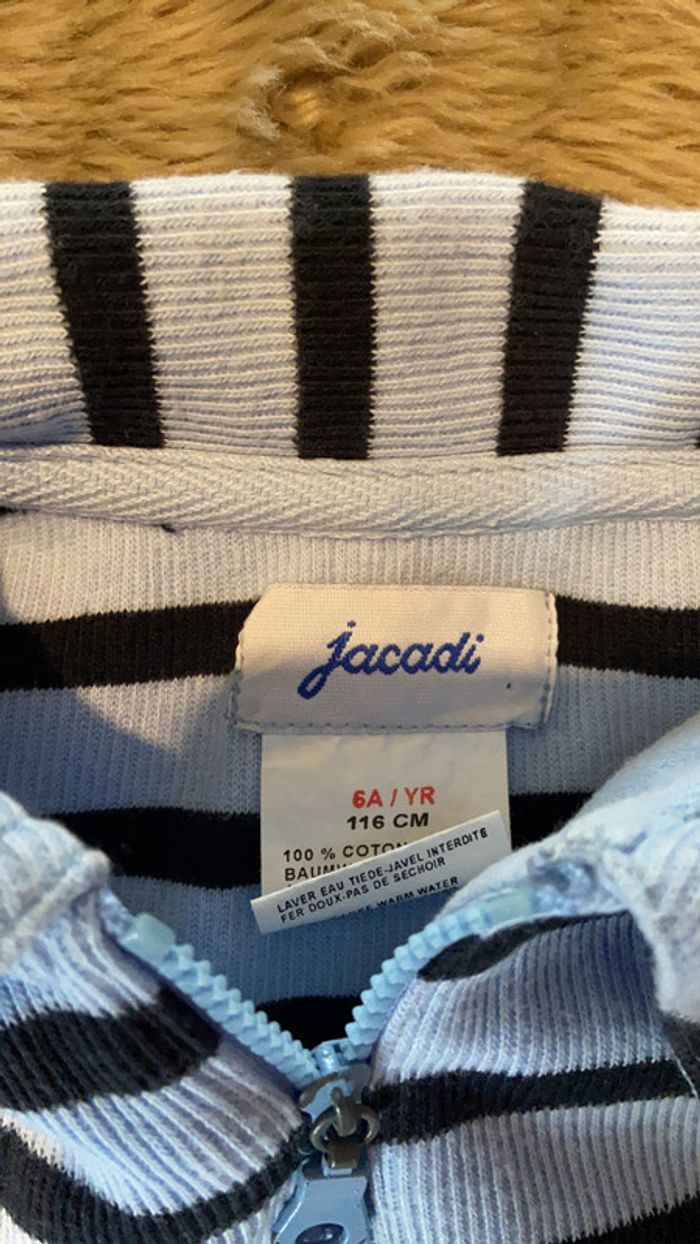 jacadi
6A / YR
116 CM
100 % COTON
LAVER EAU TIEDE-JAVEL INTERDITE
FER DOUX-PAS DE SECHOIR
WARM WATER